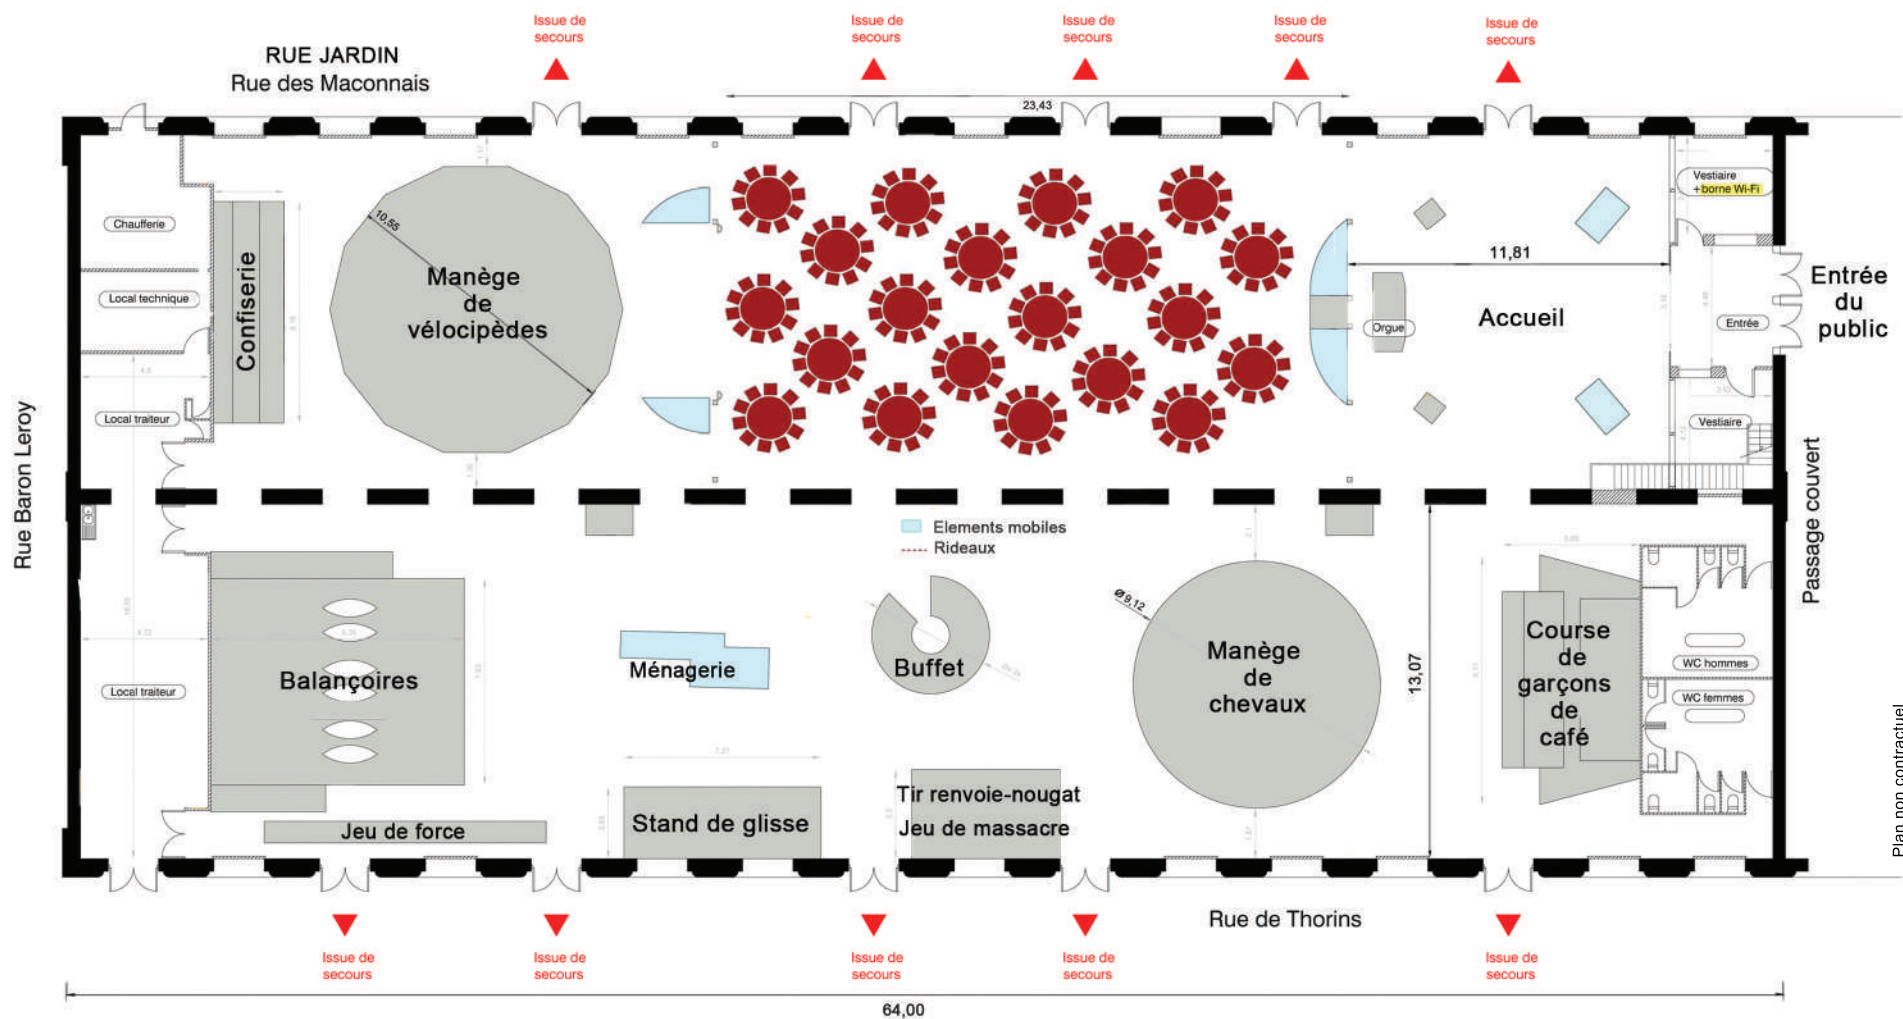 Issue de
secours
Issue de
secours
Issue de
secours
Issue de
secours
Issue de
secours
RUE JARDIN
Rue des Maconnais
23,43
Vestiaire
+borne Wi-Fi
Chaufferie
10,55
Confiserie
Manège
de
vélocipèdes
11,81
Entrée
du
public
Local technique
Orgue
Accueil
Entrée
Local traiteur
Vestiaire
Rue Baron Leroy
Passage couvert
Elements mobiles
Rideaux
Ø9,12
13,07
Balançoires
Ménagerie
Buffet
Manège
de
chevaux
Course
de
garçons
de
café
WC hommes
WC femmes
Local traiteur
7,21
Jeu de force
Stand de glisse
Tir renvoie-nougat
Jeu de massacre
Plan non contractuel
Rue de Thorins
Issue de
secours
Issue de
secours
Issue de
secours
Issue de
secours
Issue de
secours
64,00